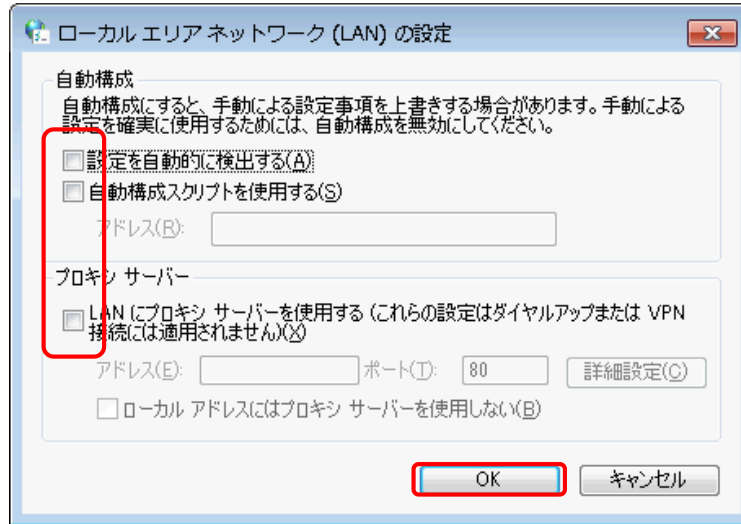 ローカル エリア ネットワーク (LAN) の設定
自動構成
自動構成にすると、手動による設定事項を上書きする場合があります。手動による
設定を確実に使用するためには、自動構成を無効にしてください。
設定を自動的に検出する(A)
自動構成スクリプトを使用する(S)
アドレス(R):
プロキシ サーバー
LAN にプロキシ サーバーを使用する (これらの設定はダイヤルアップまたは VPN
接続には適用されません)(X)
アドレス(E): ポート(T): 80 詳細設定(C)
ローカル アドレスにはプロキシ サーバーを使用しない(B)
OK キャンセル